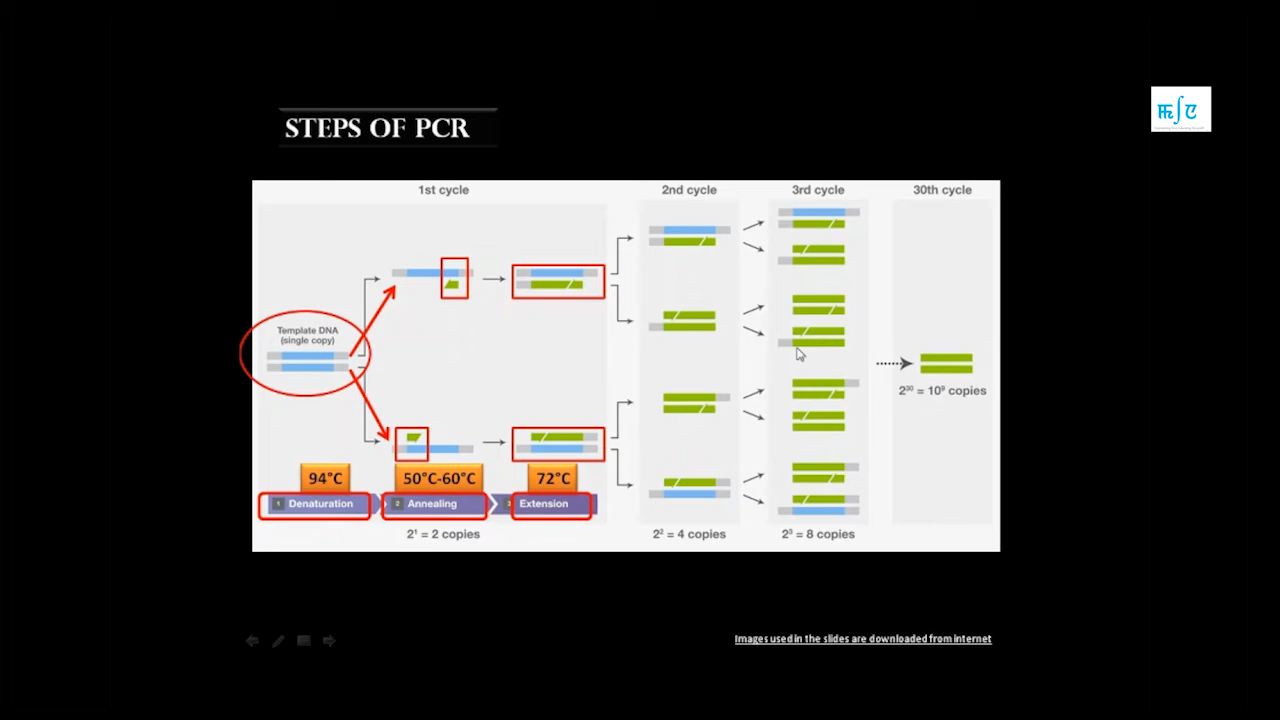 STEPS OF PCR
1st cycle
2nd cycle
3rd cycle
30th cycle
Template DNA
(single copy)
2³⁰ = 10⁹ copies
94°C
50°C-60°C
72°C
1 Denaturation
2 Annealing
3 Extension
2¹ = 2 copies
2² = 4 copies
2³ = 8 copies
Images used in the slides are downloaded from internet